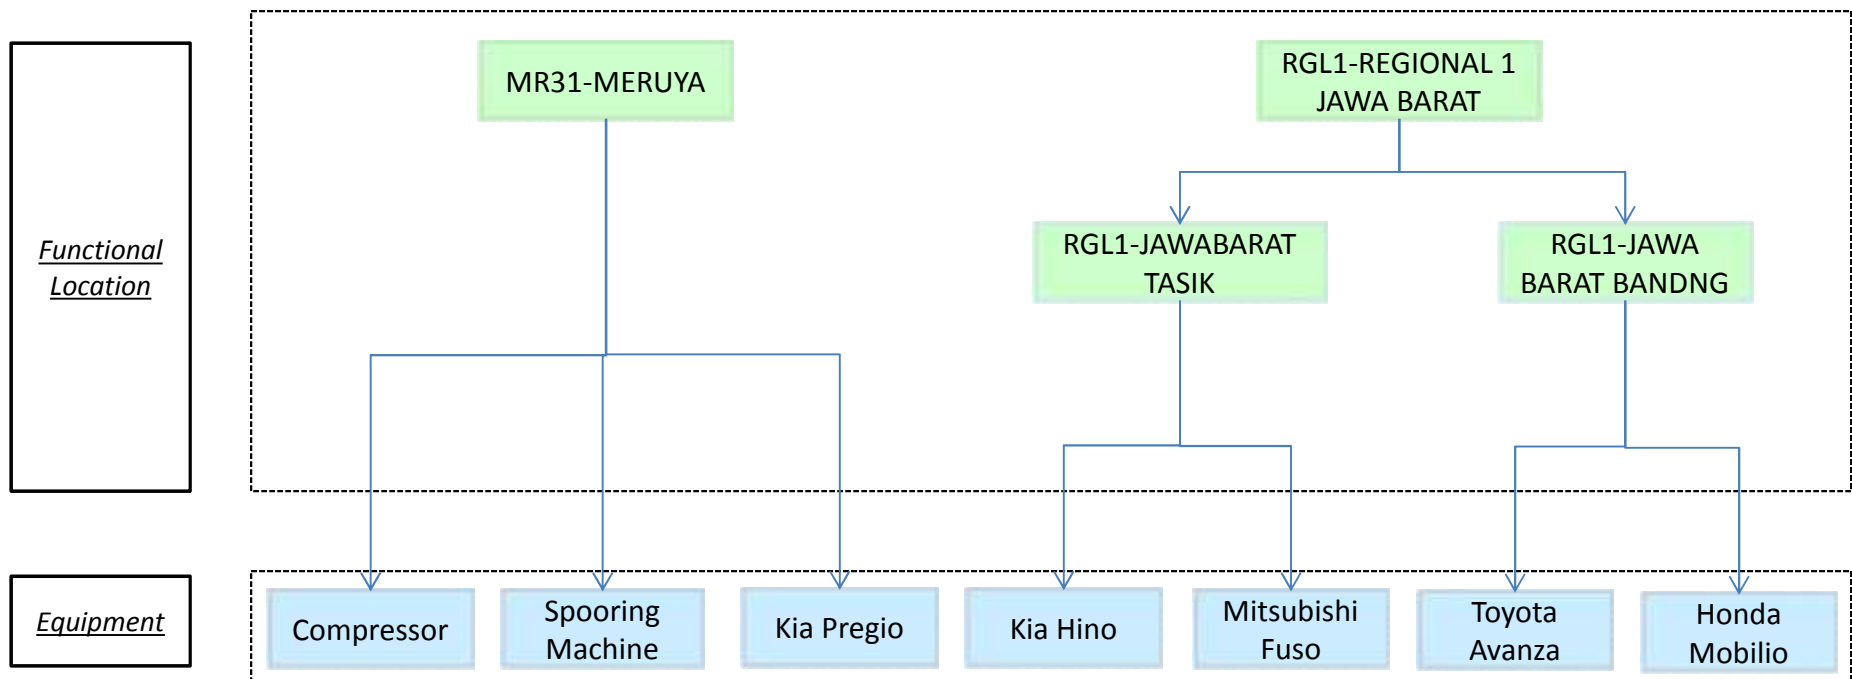 MR31-MERUYA
RGL1-REGIONAL 1
JAWA BARAT
Functional
Location
RGL1-JAWABARAT
TASIK
RGL1-JAWA
BARAT BANDNG
Equipment
Compressor
Spooring
Machine
Kia Pregio
Kia Hino
Mitsubishi
Fuso
Toyota
Avanza
Honda
Mobilio